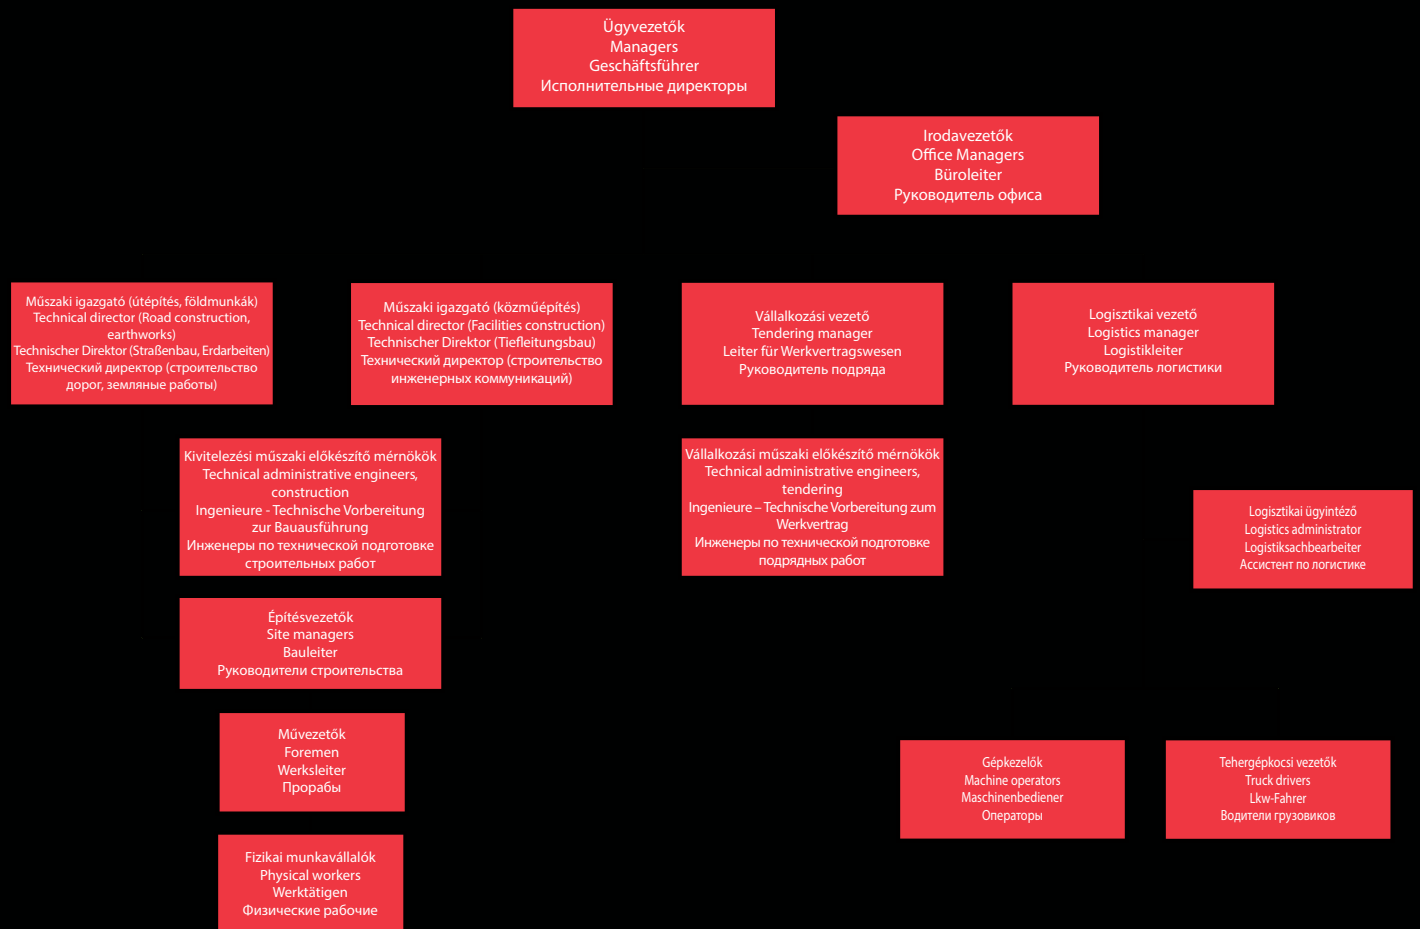 Ügyvezetők
Managers
Geschäftsführer
Исполнительные директоры
Irodavezetők
Office Managers
Büroleiter
Руководитель офиса
Műszaki igazgató (útépítés, földmunkák)
Technical director (Road construction,
earthworks)
Technischer Direktor (Straßenbau, Erdarbeiten)
Технический директор (строительство
дорог, земляные работы)
Műszaki igazgató (közműépítés)
Technical director (Facilities construction)
Technischer Direktor (Tiefleitungsbau)
Технический директор (строительство
инженерных коммуникаций)
Vállalkozási vezető
Tendering manager
Leiter für Werkvertragswesen
Руководитель подряда
Logisztikai vezető
Logistics manager
Logistikleiter
Руководитель логистики
Kivitelezési műszaki előkészítő mérnökök
Technical administrative engineers,
construction
Ingenieure - Technische Vorbereitung
zur Bauausführung
Инженеры по технической подготовке
строительных работ
Vállalkozási műszaki előkészítő mérnökök
Technical administrative engineers,
tendering
Ingenieure – Technische Vorbereitung zum
Werkvertrag
Инженеры по технической подготовке
подрядных работ
Logisztikai ügyintéző
Logistics administrator
Logistiksachbearbeiter
Ассистент по логистике
Építésvezetők
Site managers
Bauleiter
Руководители строительства
Művezetők
Foremen
Werksleiter
Прорабы
Gépkezelők
Machine operators
Maschinenbediener
Операторы
Tehergépkocsi vezetők
Truck drivers
Lkw-Fahrer
Водители грузовиков
Fizikai munkavállalók
Physical workers
Werktätigen
Физические рабочие